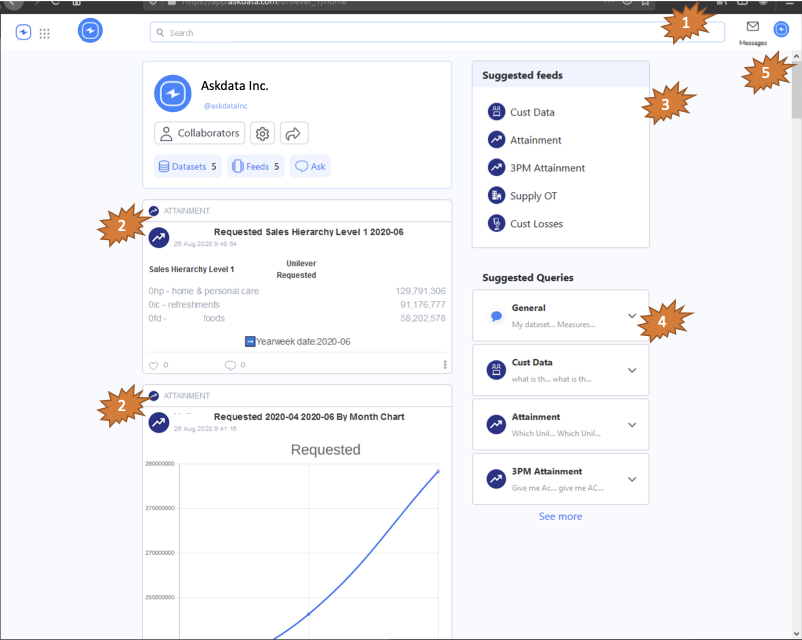 https://app.askdata.com/unilever_1/home
1
Search
Messages
5
Askdata Inc.
@askdatainc
Collaborators
Datasets 5 Feeds 5 Ask
Suggested feeds
3
Cust Data
Attainment
3PM Attainment
Supply OT
Cust Losses
2
ATTAINMENT
Requested Sales Hierarchy Level 1 2020-06
26 Aug 2020 9:48:54
Sales Hierarchy Level 1 Unilever
Requested
0hp - home & personal care 129,791,306
0ic - refreshments 91,176,777
0fd - foods 58,202,578
Yearweek date:2020-06
0 0
Suggested Queries
General
My dataset... Measures...
4
Cust Data
what is th... what is th...
Attainment
Which Unil... Which Unil...
3PM Attainment
Give me Ac... give me AC...
See more
2
ATTAINMENT
Requested 2020-04 2020-06 By Month Chart
26 Aug 2020 9:41:16
Requested
280000000
275000000
270000000
265000000